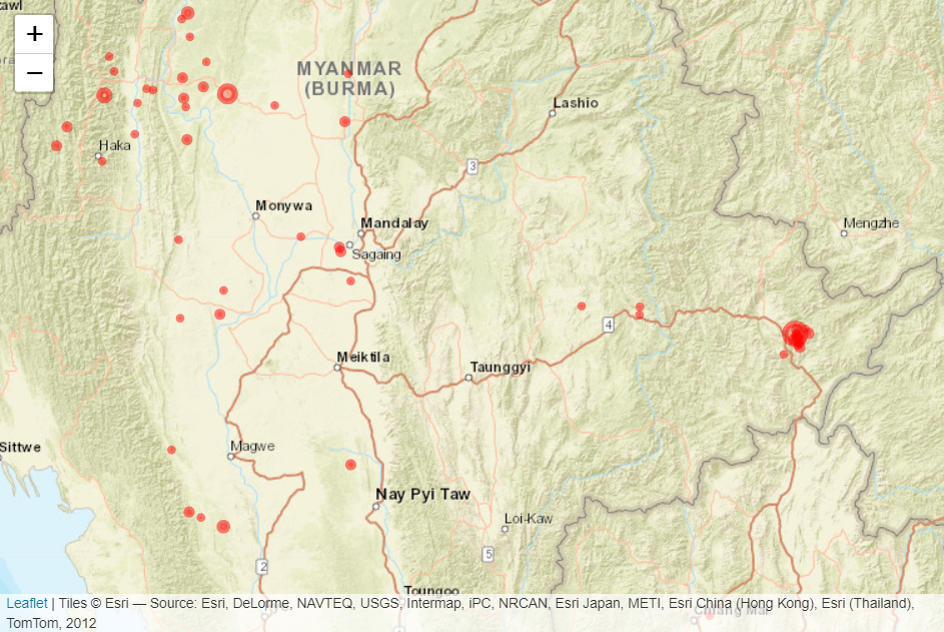 +
−
MYANMAR
(BURMA)
Lashio
3
Haka
Monywa
Mandalay
Mengzhe
Sagaing
4
Meiktila
Taunggyi
Sittwe
Magwe
Nay Pyi Taw
Loi-Kaw
5
2
Toungoo
Chiang Mai
Leaflet | Tiles © Esri — Source: Esri, DeLorme, NAVTEQ, USGS, Intermap, iPC, NRCAN, Esri Japan, METI, Esri China (Hong Kong), Esri (Thailand),
TomTom, 2012